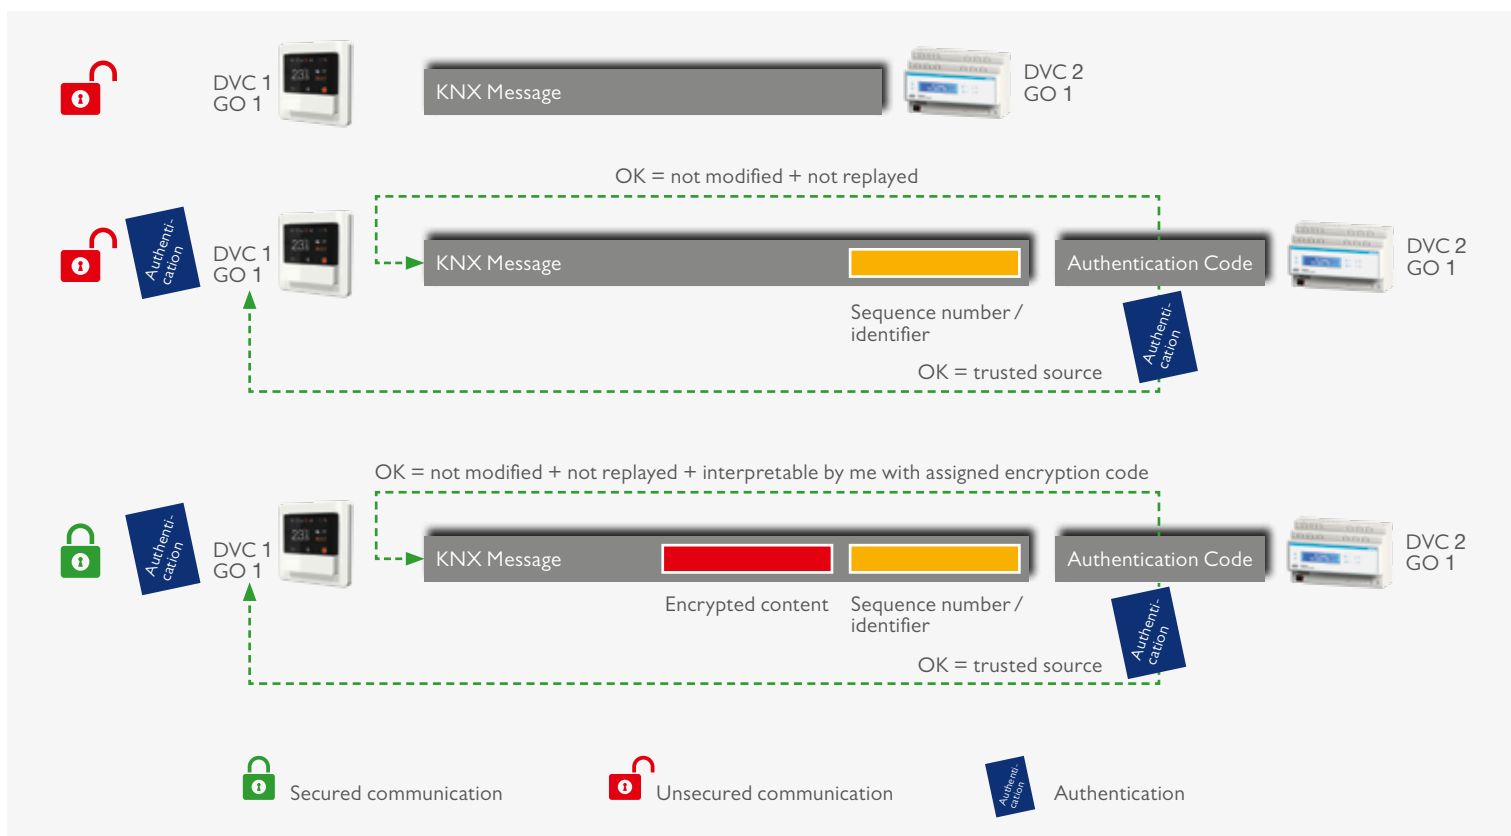 DVC 1
GO 1
KNX Message
DVC 2
GO 1
OK = not modified + not replayed
Authenti-
cation
DVC 1
GO 1
KNX Message
Authentication Code
DVC 2
GO 1
Sequence number /
identifier
Authenti-
cation
OK = trusted source
OK = not modified + not replayed + interpretable by me with assigned encryption code
Authenti-
cation
DVC 1
GO 1
KNX Message
Authentication Code
DVC 2
GO 1
Encrypted content
Sequence number /
identifier
Authenti-
cation
OK = trusted source
Secured communication
Unsecured communication
Authenti-
cation
Authentication